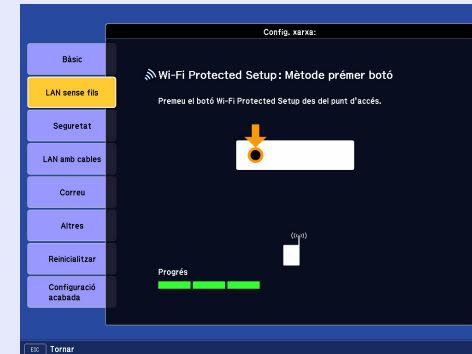 Config. xarxa:
Bàsic
LAN sense fils
Seguretat
LAN amb cables
Correu
Altres
Reinicialitzar
Configuració
acabada
Wi-Fi Protected Setup: Mètode prémer botó
Premeu el botó Wi-Fi Protected Setup des del punt d'accés.
Progrés
ESC Tornar